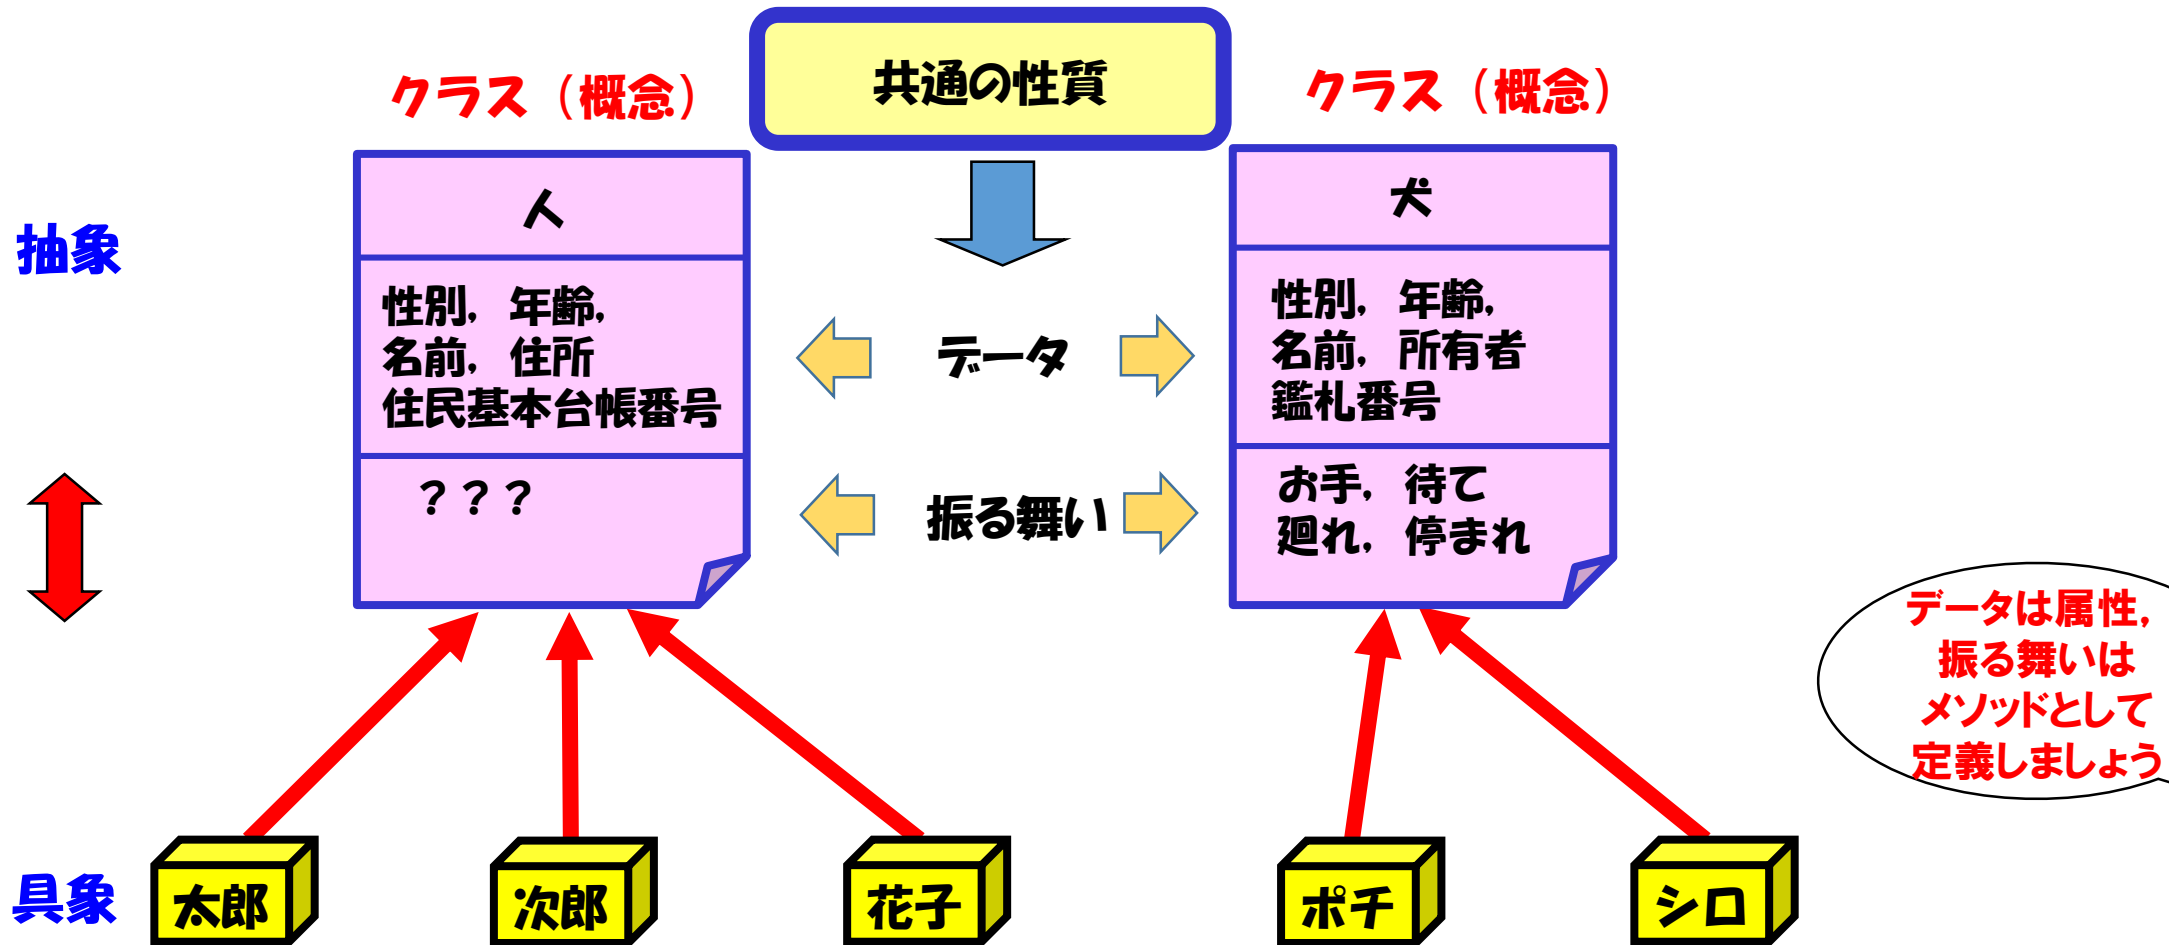 共通の性質
クラス（概念）
クラス（概念）
抽象
人
性別，年齢，
名前，住所
住民基本台帳番号
？？？
データ
振る舞い
犬
性別，年齢，
名前，所有者
鑑札番号
お手，待て
廻れ，停まれ
データは属性，
振る舞いは
メソッドとして
定義しましょう
具象
太郎
次郎
花子
ポチ
シロ